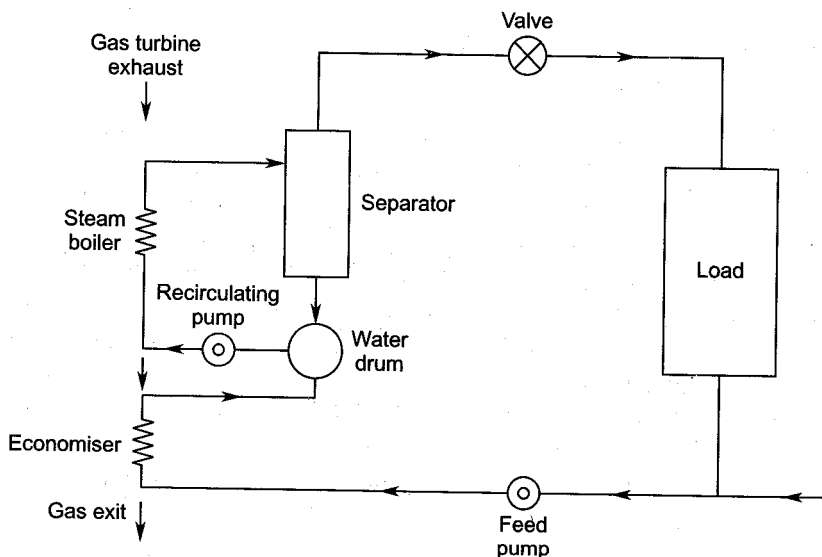 Valve
Gas turbine
exhaust
Separator
Steam
boiler
Load
Recirculating
pump
Water
drum
Economiser
Gas exit
Feed
pump